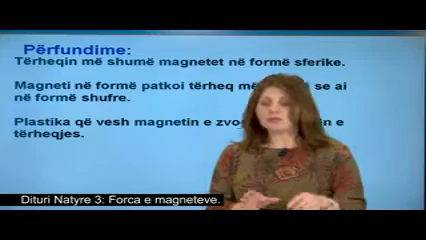 Përfundime:
Tërheqin më shumë magnetet në formë sferike.
Magneti në formë patkoi tërheq më se ai
në formë shufre.
Plastika që vesh magnetin e e
tërheqjes.
Dituri Natyre 3: Forca e magneteve.